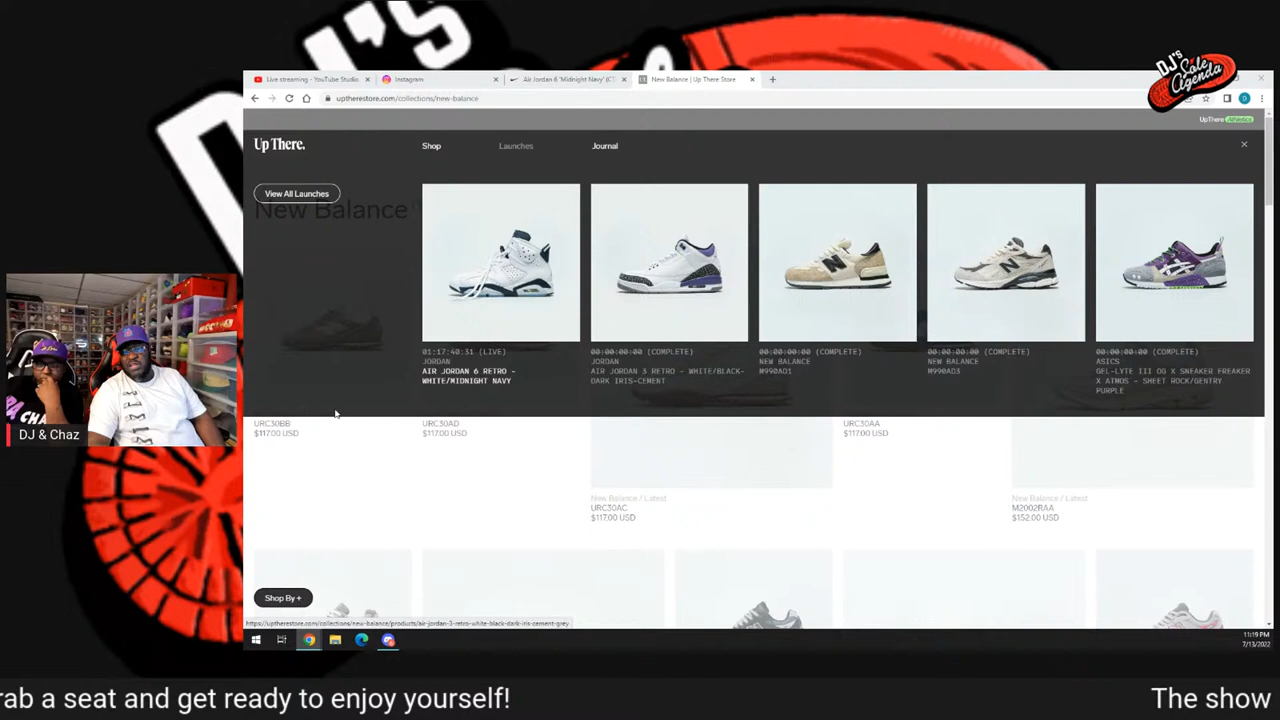 DJ's
DJ's
Sole
Agenda
Live streaming - YouTube Studio
Instagram
Air Jordan 6 'Midnight Navy' (CT
New Balance | Up There Store
uptherestore.com/collections/new-balance
UpThere Athletics
Up There.
Shop
Launches
Journal
View All Launches
New Balance
01:17:40:31 (LIVE)
JORDAN
AIR JORDAN 6 RETRO -
WHITE/MIDNIGHT NAVY
00:00:00:00 (COMPLETE)
JORDAN
AIR JORDAN 3 RETRO - WHITE/BLACK-
DARK IRIS-CEMENT
00:00:00:00 (COMPLETE)
NEW BALANCE
M990AD1
00:00:00:00 (COMPLETE)
NEW BALANCE
M990AD3
00:00:00:00 (COMPLETE)
ASICS
GEL-LYTE III OG X SNEAKER FREAKER
X ATMOS - SHEET ROCK/GENTRY
PURPLE
URC30BB
$117.00 USD
URC30AD
$117.00 USD
URC30AA
$117.00 USD
New Balance / Latest
URC30AC
$117.00 USD
New Balance / Latest
M2002RAA
$152.00 USD
Shop By +
https://uptherestore.com/collections/new-balance/products/air-jordan-3-retro-white-black-dark-iris-cement-grey
11:19 PM
7/13/2022
DJ & Chaz
rab a seat and get ready to enjoy yourself!
The show